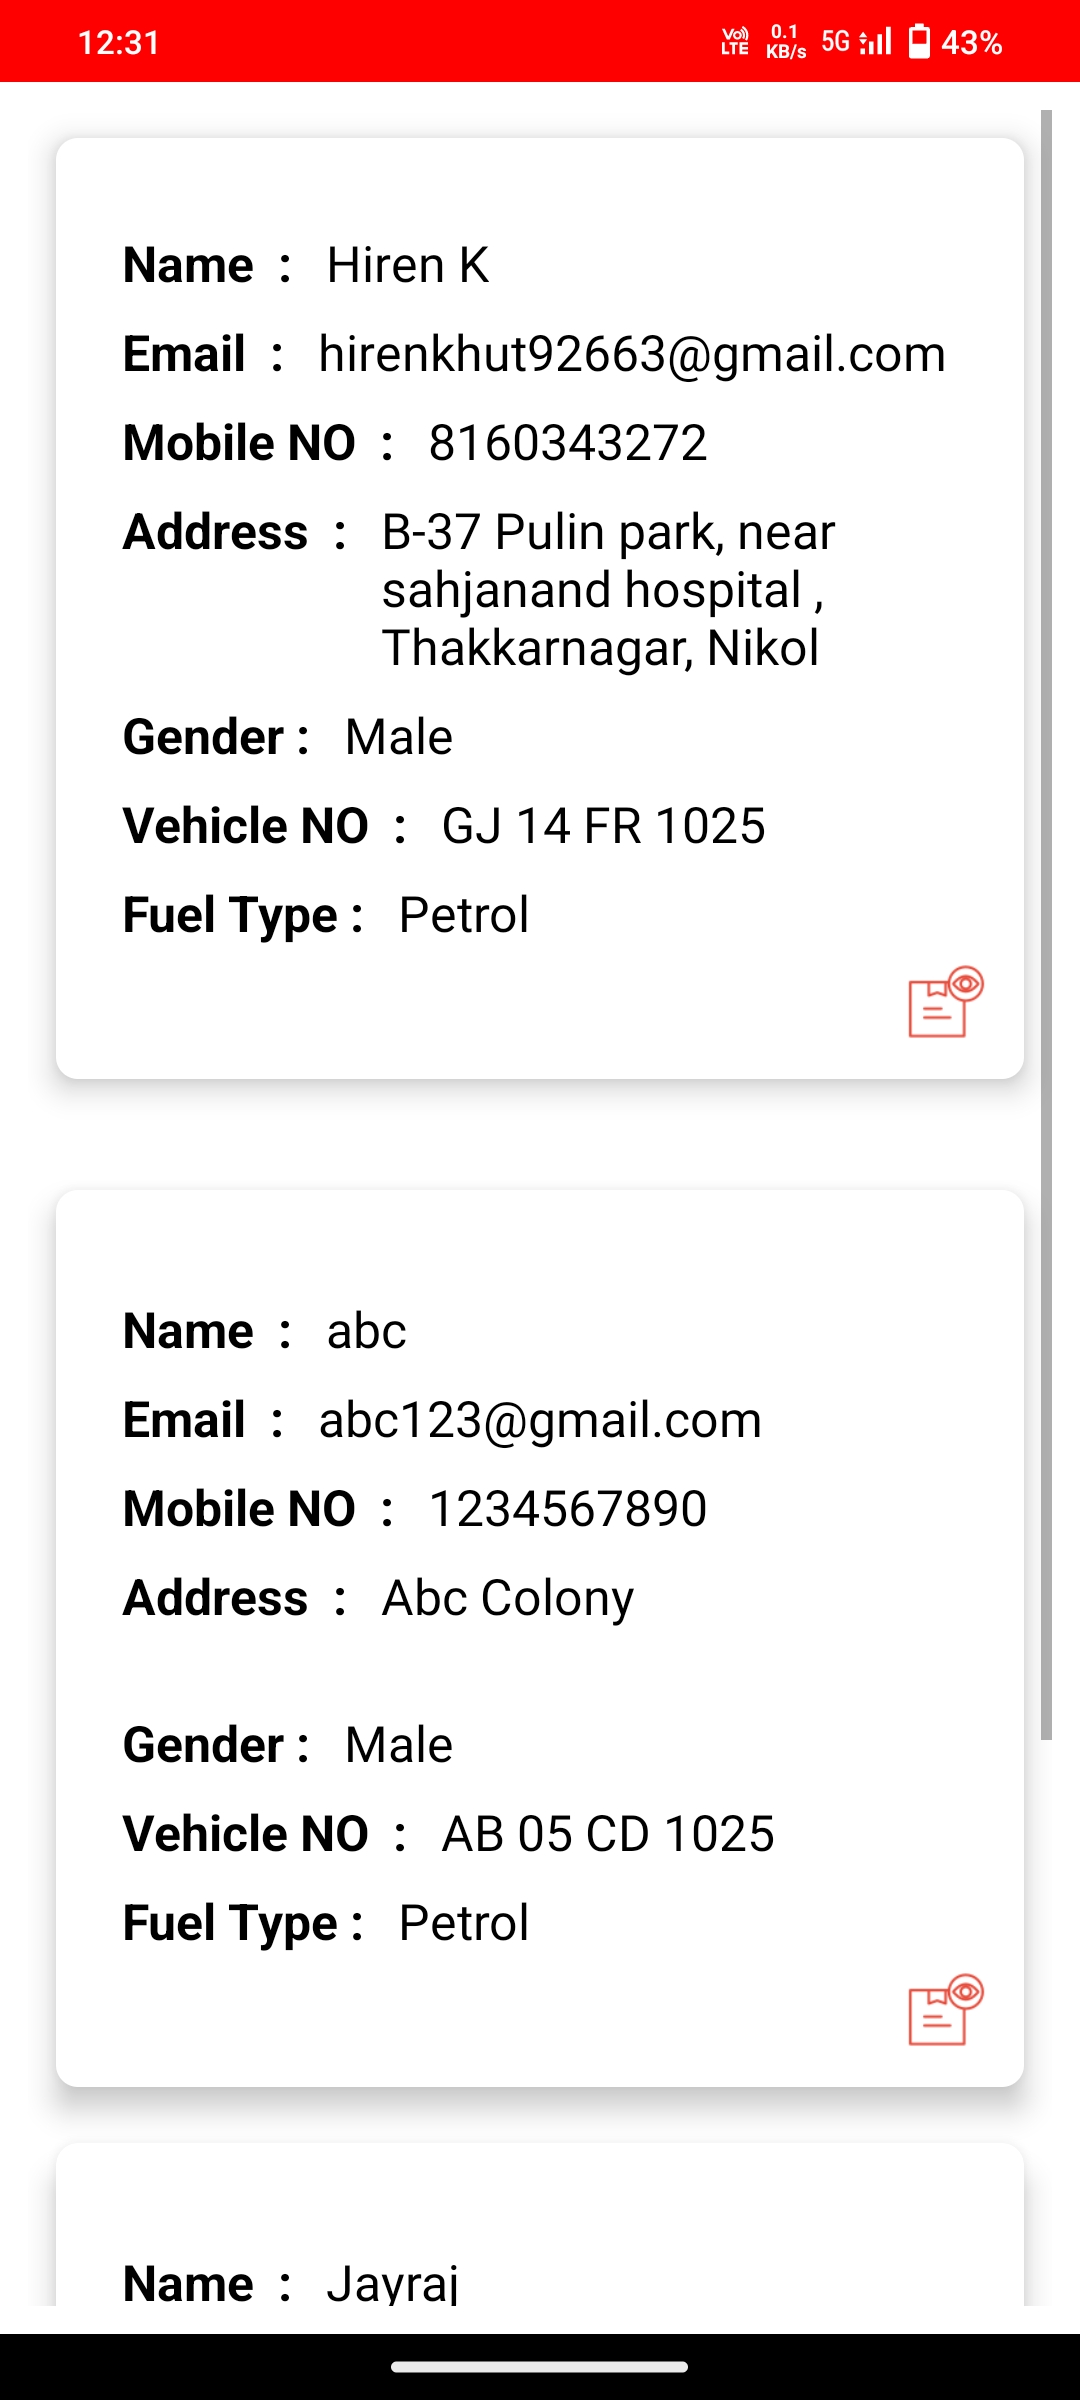 12:31
Vo) LTE 0.1 KB/s 5G 43%
Name : Hiren K
Email : hirenkhut92663@gmail.com
Mobile NO : 8160343272
Address : B-37 Pulin park, near
sahjanand hospital ,
Thakkarnagar, Nikol
Gender : Male
Vehicle NO : GJ 14 FR 1025
Fuel Type : Petrol
Name : abc
Email : abc123@gmail.com
Mobile NO : 1234567890
Address : Abc Colony
Gender : Male
Vehicle NO : AB 05 CD 1025
Fuel Type : Petrol
Name : Jayraj